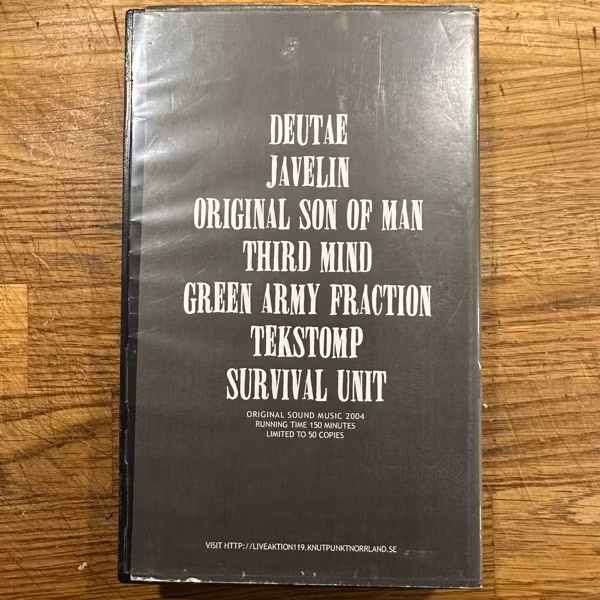 DEUTAE
JAVELIN
ORIGINAL SON OF MAN
THIRD MIND
GREEN ARMY FRACTION
TEKSTOMP
SURVIVAL UNIT
ORIGINAL SOUND MUSIC 2004
RUNNING TIME 150 MINUTES
LIMITED TO 50 COPIES
VISIT HTTP://LIVEAKTION119.KNUTPUNKTNORRLAND.SE